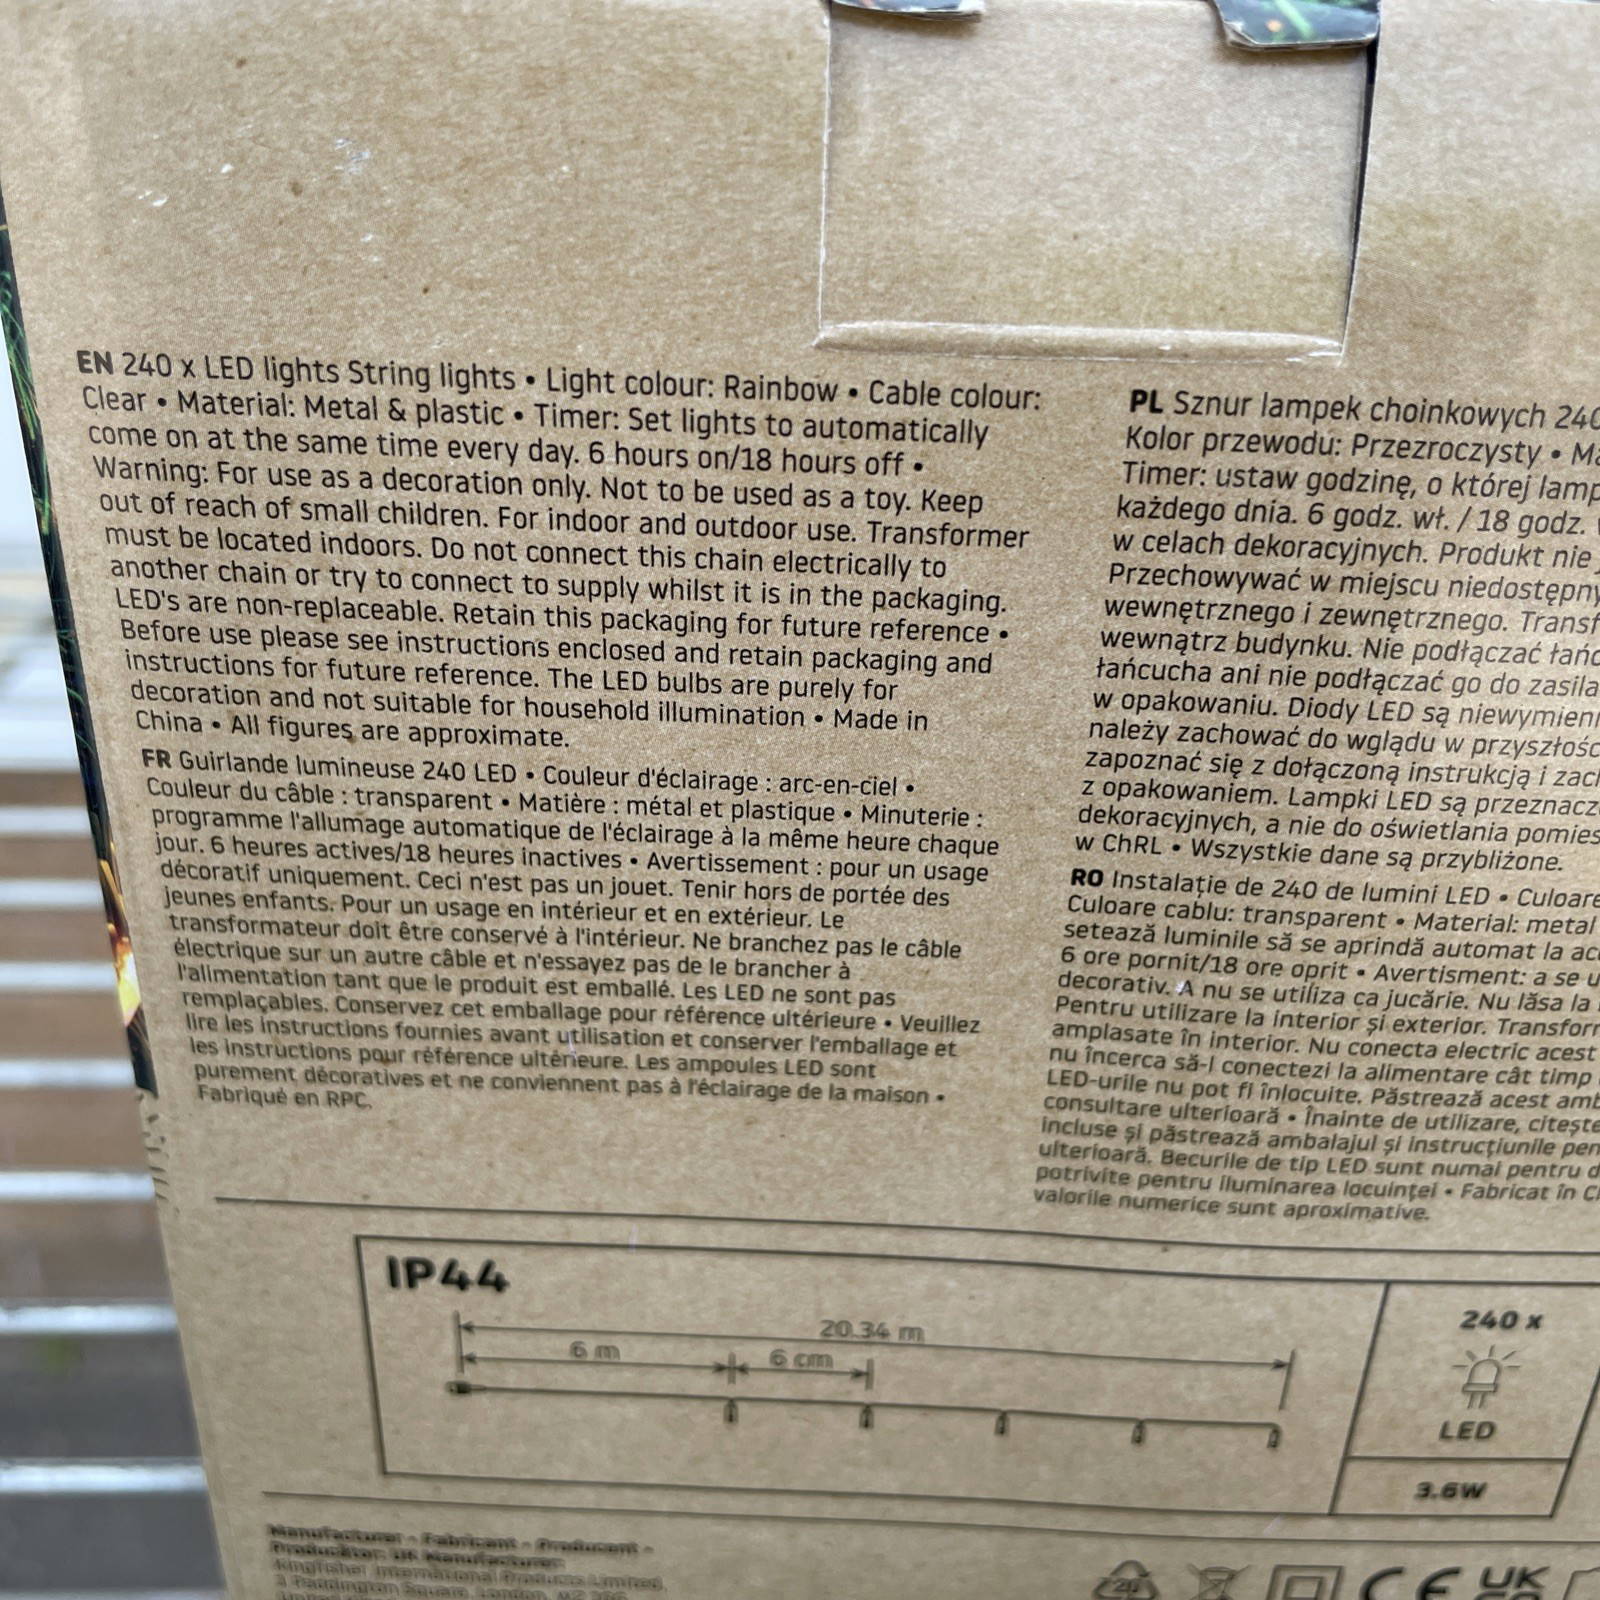 EN 240 x LED lights String lights • Light colour: Rainbow • Cable colour:
Clear • Material: Metal & plastic • Timer: Set lights to automatically
come on at the same time every day. 6 hours on/18 hours off •
Warning: For use as a decoration only. Not to be used as a toy. Keep
out of reach of small children. For indoor and outdoor use. Transformer
must be located indoors. Do not connect this chain electrically to
another chain or try to connect to supply whilst it is in the packaging.
LED's are non-replaceable. Retain this packaging for future reference •
Before use please see instructions enclosed and retain packaging and
instructions for future reference. The LED bulbs are purely for
decoration and not suitable for household illumination • Made in
China • All figures are approximate.
FR Guirlande lumineuse 240 LED • Couleur d'éclairage : arc-en-ciel •
Couleur du câble : transparent • Matière : métal et plastique • Minuterie :
programme l'allumage automatique de l'éclairage à la même heure chaque
jour. 6 heures actives/18 heures inactives • Avertissement : pour un usage
décoratif uniquement. Ceci n'est pas un jouet. Tenir hors de portée des
jeunes enfants. Pour un usage en intérieur et en extérieur. Le
transformateur doit être conservé à l'intérieur. Ne branchez pas le câble
électrique sur un autre câble et n'essayez pas de le brancher à
l'alimentation tant que le produit est emballé. Les LED ne sont pas
remplaçables. Conservez cet emballage pour référence ultérieure • Veuillez
lire les instructions fournies avant utilisation et conserver l'emballage et
les instructions pour référence ultérieure. Les ampoules LED sont
purement décoratives et ne conviennent pas à l'éclairage de la maison •
Fabriqué en RPC.
PL Sznur lampek choinkowych 240
Kolor przewodu: Przezroczysty •
Timer: ustaw godzinę, o której
każdego dnia. 6 godz. wł. / 18 godz.
w celach dekoracyjnych. Produkt nie
Przechowywać w miejscu
wewnętrznego i zewnętrznego.
wewnątrz budynku. Nie podłączać
łańcucha ani nie podłączać go do
w opakowaniu. Diody LED są
należy zachować do wglądu w
zapoznać się z dołączoną instrukcją i
z opakowaniem. Lampki LED są
dekoracyjnych, a nie do oświetlania
w ChRL • Wszystkie dane są przybliżone.
RO Instalație de 240 de lumini LED • Culoare
Culoare cablu: transparent • Material: metal
setează luminile să se aprindă automat la
6 ore pornit/18 ore oprit • Avertisment: a se
decorativ. A nu se utiliza ca jucărie. Nu lăsa la
Pentru utilizare la interior și exterior.
amplasate în interior. Nu conecta electric acest
nu încerca să-l conectezi la alimentare cât timp
LED-urile nu pot fi înlocuite. Păstrează acest
consultare ulterioară • Înainte de utilizare,
incluse și păstrează ambalajul și instrucțiunile
ulterioară. Becurile de tip LED sunt numai pentru
potrivite pentru iluminarea locuinței • Fabricat în
valorile numerice sunt aproximative.
IP44
20.34 m
6 m
6 cm
240 x
LED
3.6W
Manufacturer • Fabricant • Producent •
Producător: UK Manufacturer:
Kingfisher International Products Limited,
3 Paddington Square, London,
20
CE
UK